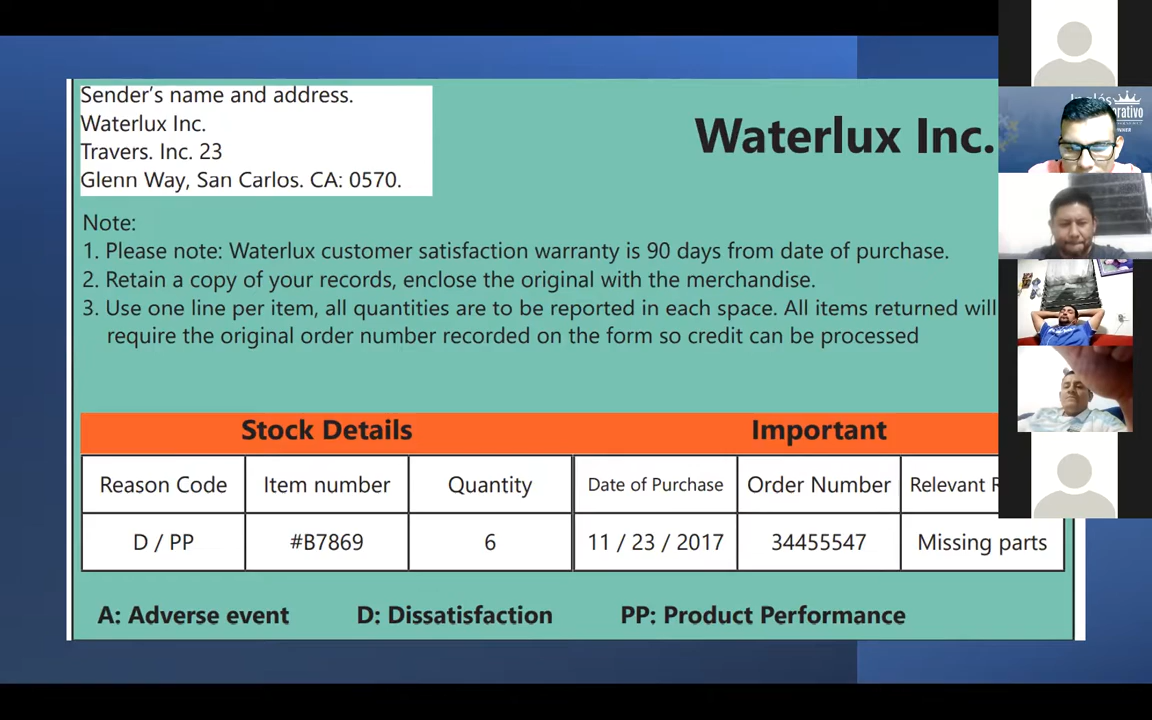 Sender's name and address.
Waterlux Inc.
Travers. Inc. 23
Glenn Way, San Carlos. CA: 0570.
Waterlux Inc.
Note:
1. Please note: Waterlux customer satisfaction warranty is 90 days from date of purchase.
2. Retain a copy of your records, enclose the original with the merchandise.
3. Use one line per item, all quantities are to be reported in each space. All items returned will
require the original order number recorded on the form so credit can be processed
Stock Details Important
Reason Code Item number Quantity Date of Purchase Order Number Relevant
D / PP #B7869 6 11 / 23 / 2017 34455547 Missing parts
A: Adverse event D: Dissatisfaction PP: Product Performance
Inglés